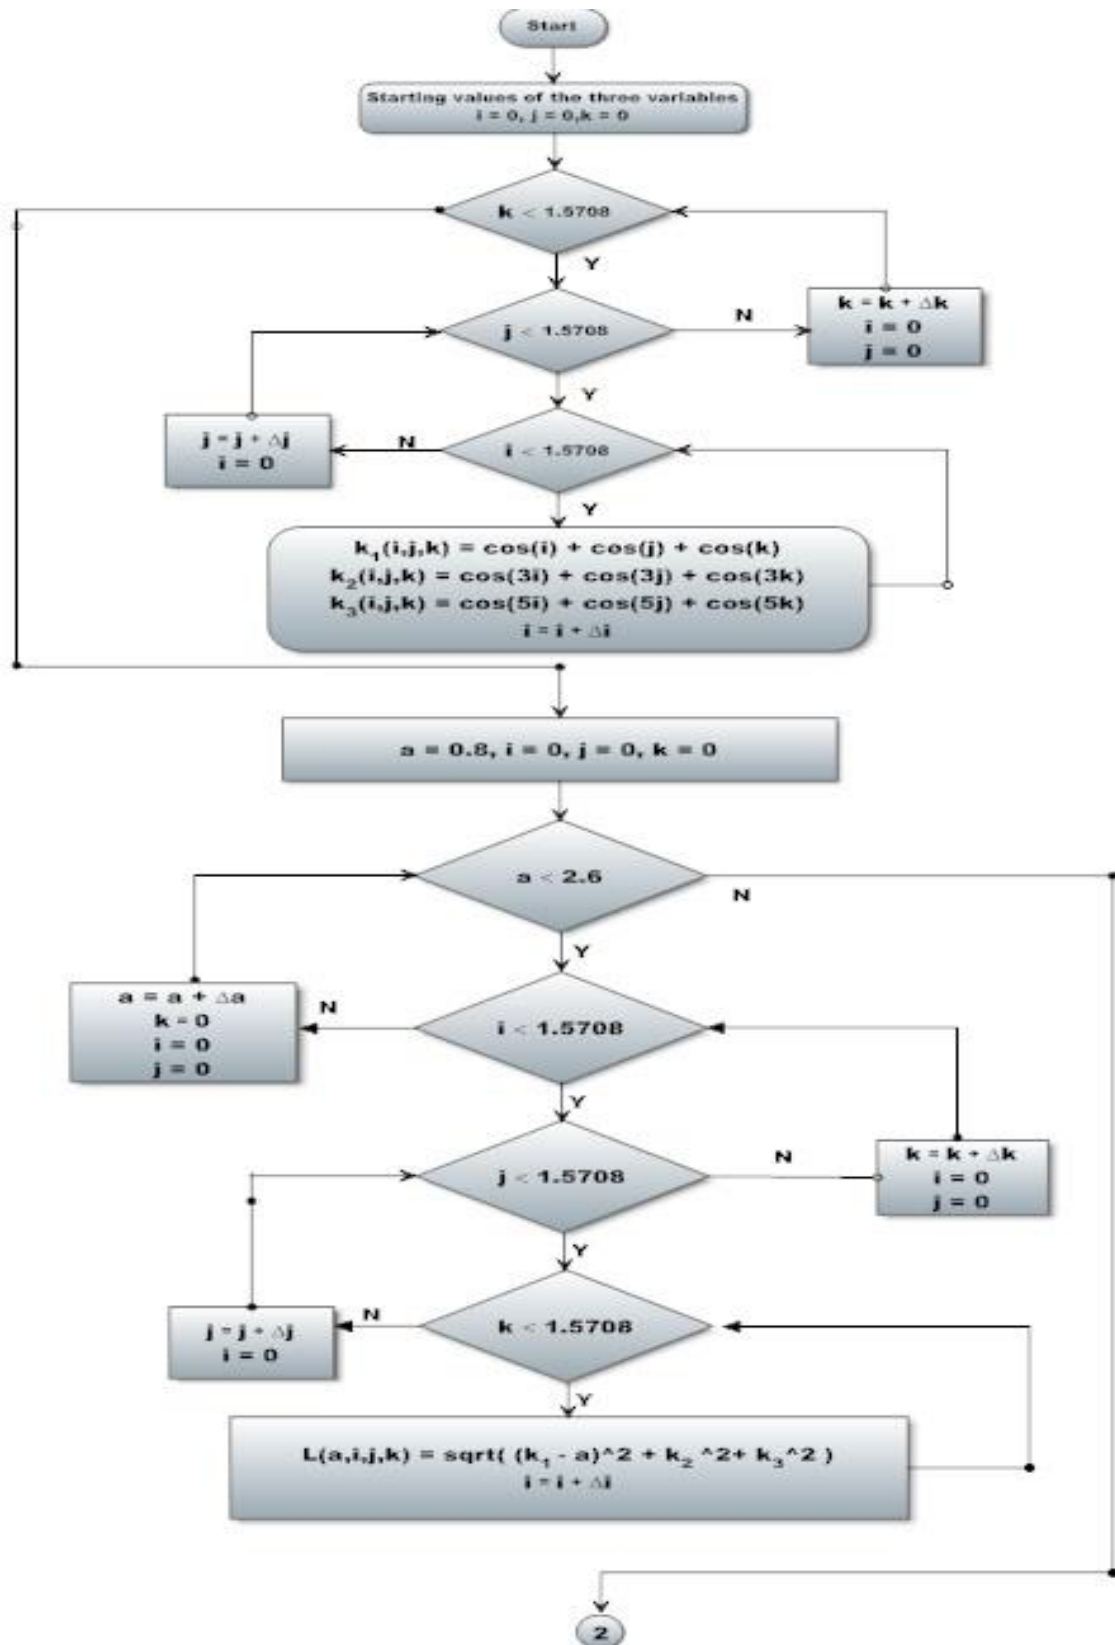 Start
Starting values of the three variables
i = 0, j = 0,k = 0
k < 1.5708
Y
k = k + Δk
i = 0
j = 0
j < 1.5708
N
Y
j = j + Δj
i = 0
N
i < 1.5708
Y
k₁(i,j,k) = cos(i) + cos(j) + cos(k)
k₂(i,j,k) = cos(3i) + cos(3j) + cos(3k)
k₃(i,j,k) = cos(5i) + cos(5j) + cos(5k)
i = i + Δi
a = 0.8, i = 0, j = 0, k = 0
a < 2.6
N
Y
a = a + Δa
k = 0
i = 0
j = 0
N
i < 1.5708
Y
j < 1.5708
N
k = k + Δk
i = 0
j = 0
Y
j = j + Δj
i = 0
N
k < 1.5708
Y
L(a,i,j,k) = sqrt( (k₁ - a)^2 + k₂ ^2+ k₃^2 )
i = i + Δi
2